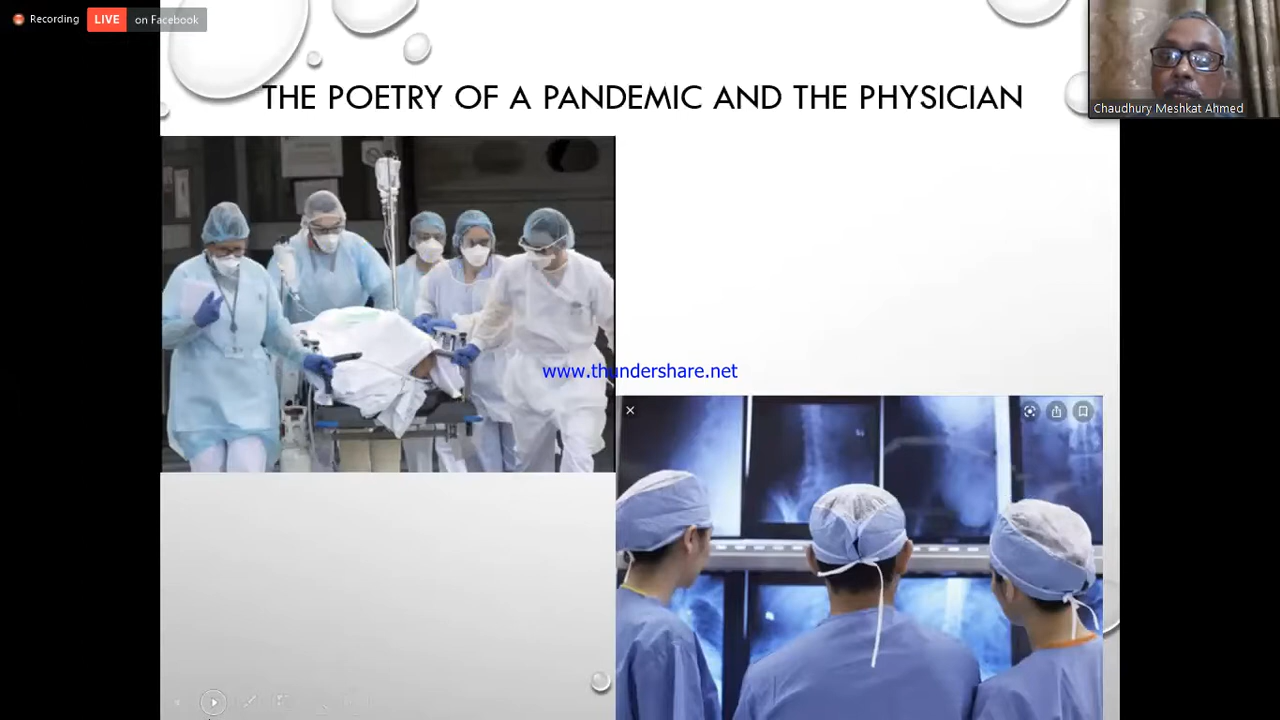 Recording
LIVE on Facebook
THE POETRY OF A PANDEMIC AND THE PHYSICIAN
Chaudhury Meshkat Ahmed
www.thundershare.net